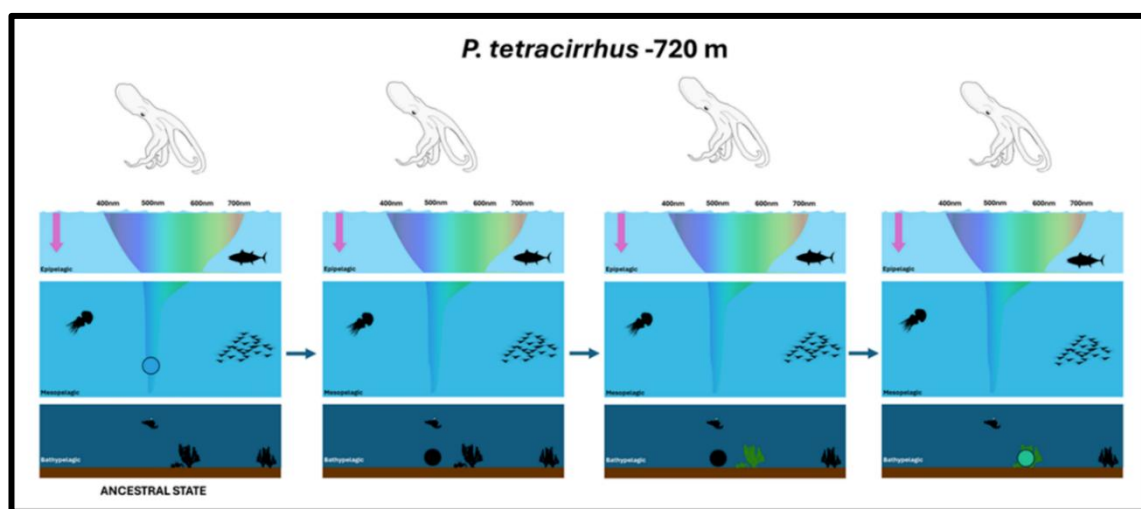 P. tetracirrhus -720 m
400nm 500nm 600nm 700nm
400nm 500nm 600nm 700nm
400nm 500nm 600nm 700nm
400nm 500nm 600nm 700nm
Epipelagic Epipelagic Epipelagic Epipelagic
Mesopelagic Mesopelagic Mesopelagic Mesopelagic
Bathypelagic Bathypelagic Bathypelagic Bathypelagic
ANCESTRAL STATE